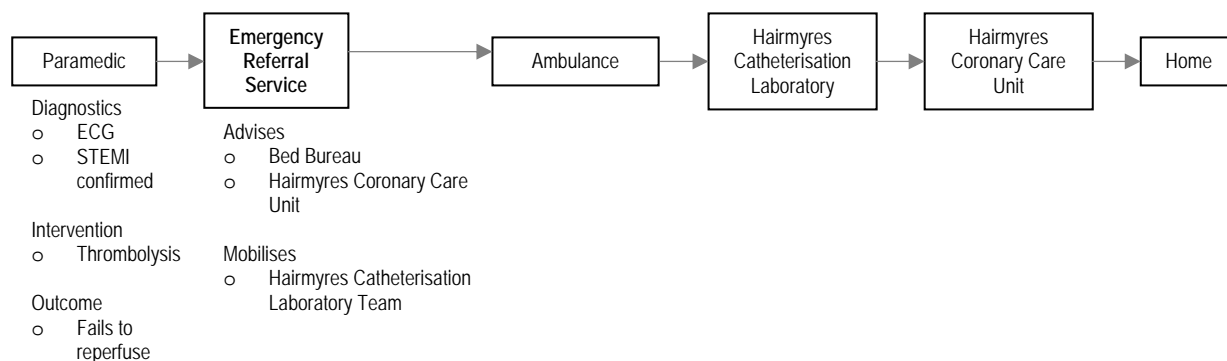 Paramedic
Emergency
Referral
Service
Ambulance
Hairmyres
Catheterisation
Laboratory
Hairmyres
Coronary Care
Unit
Home
Diagnostics
o ECG
o STEMI
confirmed
Intervention
o Thrombolysis
Outcome
o Fails to
reperfuse
Advises
o Bed Bureau
o Hairmyres Coronary Care
Unit
Mobilises
o Hairmyres Catheterisation
Laboratory Team